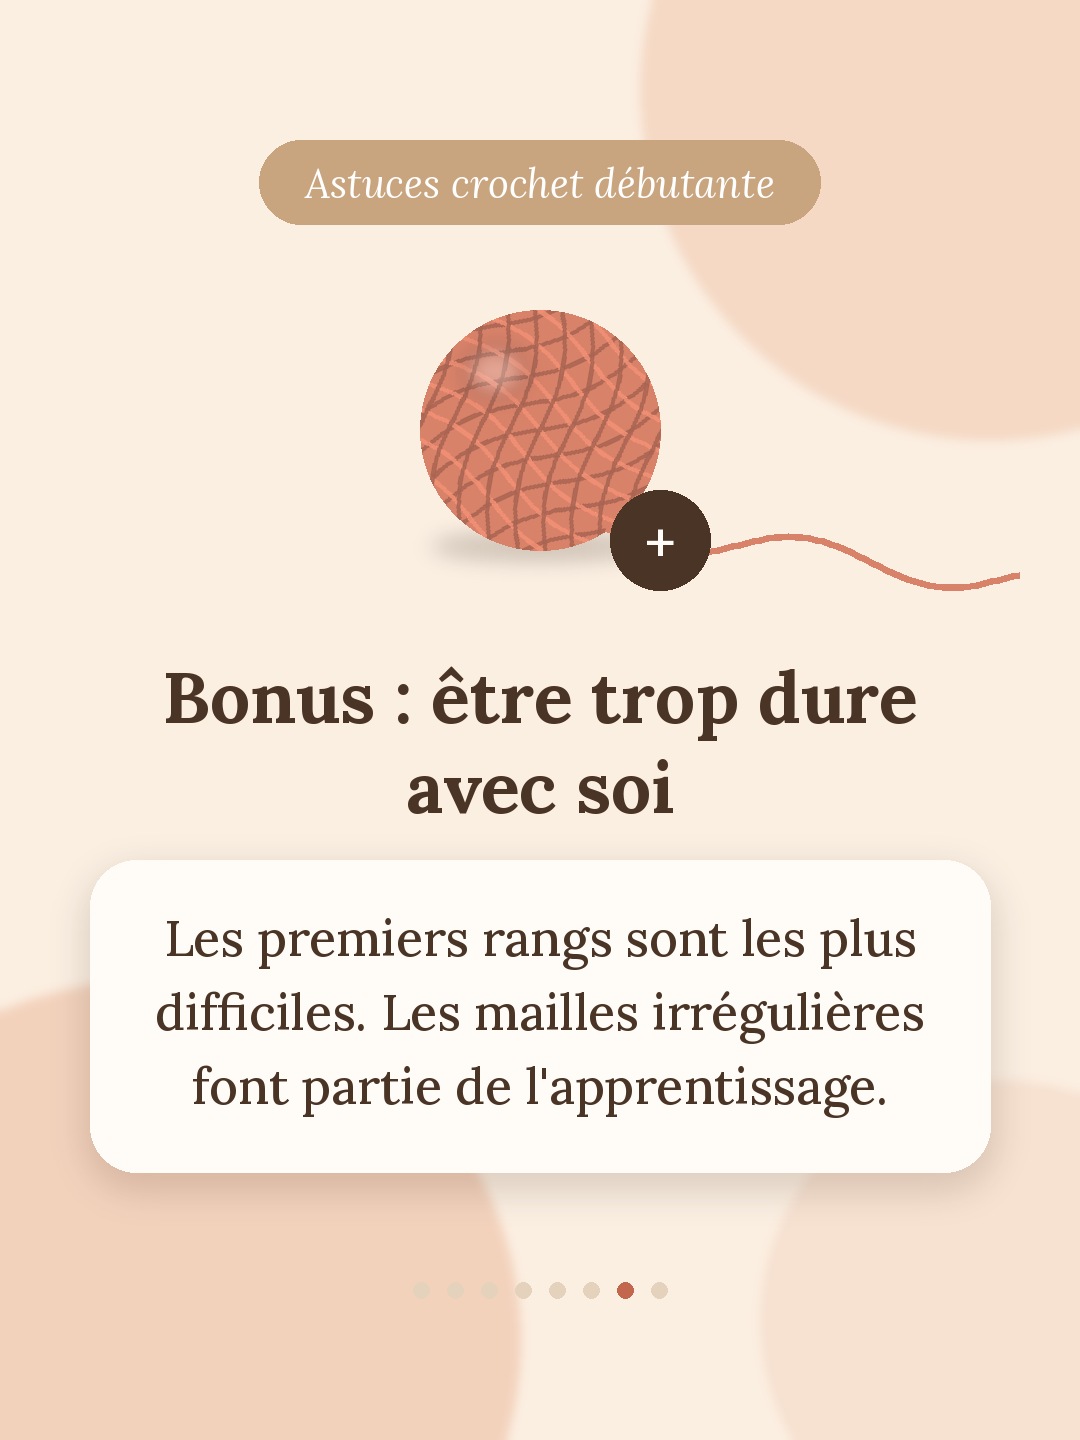 Astuces crochet débutante
+
Bonus : être trop dure
avec soi
Les premiers rangs sont les plus
difficiles. Les mailles irrégulières
font partie de l'apprentissage.